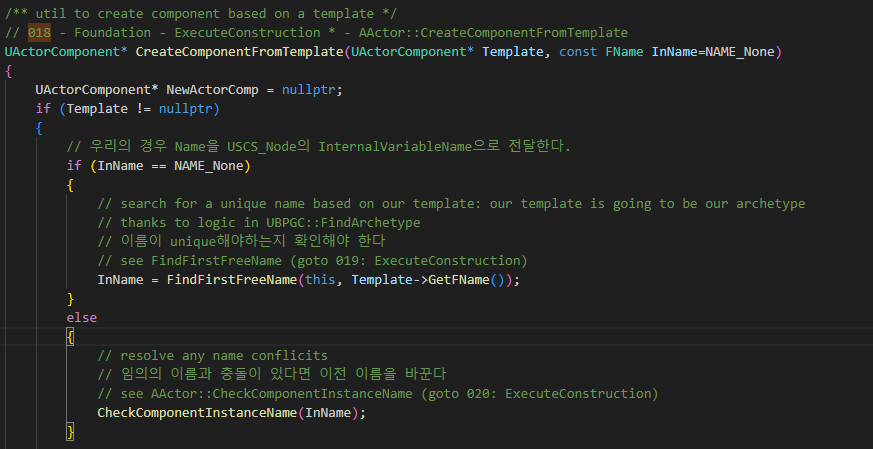 /** util to create component based on a template */
// 018 - Foundation - ExecuteConstruction * - AActor::CreateComponentFromTemplate
UActorComponent* CreateComponentFromTemplate(UActorComponent* Template, const FName InName=NAME_None)
{
UActorComponent* NewActorComp = nullptr;
if (Template != nullptr)
{
// 우리의 경우 Name을 USCS_Node의 InternalVariableName으로 전달한다.
if (InName == NAME_None)
{
// search for a unique name based on our template: our template is going to be our archetype
// thanks to logic in UBPGC::FindArchetype
// 이름이 unique해야하는지 확인해야 한다
// see FindFirstFreeName (goto 019: ExecuteConstruction)
InName = FindFirstFreeName(this, Template->GetFName());
}
else
{
// resolve any name conflicits
// 임의의 이름과 충돌이 있다면 이전 이름을 바꾼다
// see AActor::CheckComponentInstanceName (goto 020: ExecuteConstruction)
CheckComponentInstanceName(InName);
}